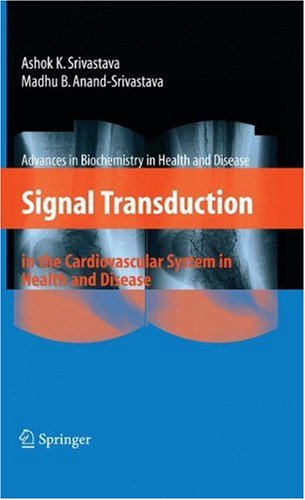 Ashok K. Srivastava
Madhu B. Anand-Srivastava
Advances in Biochemistry in Health and Disease
Signal Transduction
in the Cardiovascular System in
Health and Disease
Springer